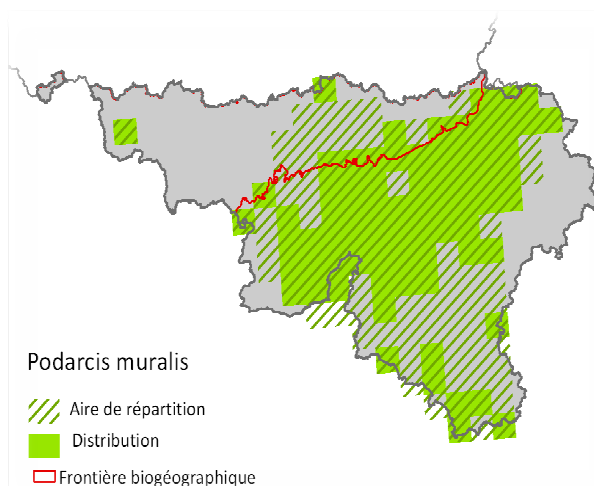 Podarcis muralis
Aire de répartition
Distribution
Frontière biogéographique